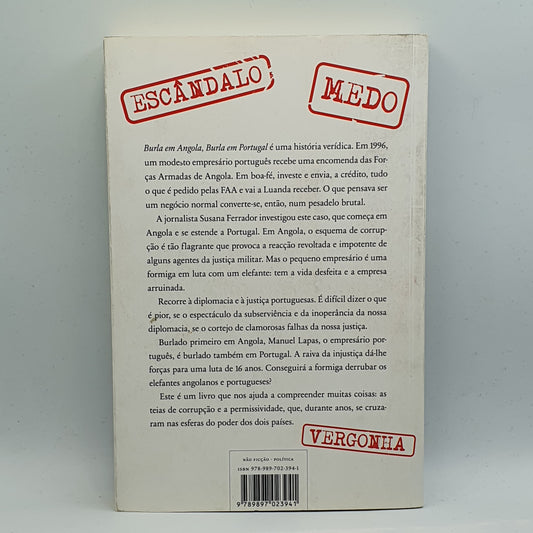 ESCÂNDALO
MEDO
Burla em Angola, Burla em Portugal é uma história verídica. Em 1996,
um modesto empresário português recebe uma encomenda das For-
ças Armadas de Angola. Em boa-fé, investe e envia, a crédito, tudo
o que é pedido pelas FAA e vai a Luanda receber. O que pensava ser
um negócio normal converte-se, então, num pesadelo brutal.
A jornalista Susana Ferrador investigou este caso, que começa em
Angola e se estende a Portugal. Em Angola, o esquema de corrup-
ção é tão flagrante que provoca a reacção revoltada e impotente de
alguns agentes da justiça militar. Mas o pequeno empresário é uma
formiga em luta com um elefante: tem a vida desfeita e a empresa
arruinada.
Recorre à diplomacia e à justiça portuguesas. É difícil dizer o que
é pior, se o espectáculo da subserviência e da inoperância da nossa
diplomacia, se o cortejo de clamorosas falhas da nossa justiça.
Burlado primeiro em Angola, Manuel Lapas, o empresário por-
tuguês, é burlado também em Portugal. A raiva da injustiça dá-lhe
forças para uma luta de 16 anos. Conseguirá a formiga derrubar os
elefantes angolanos e portugueses?
Este é um livro que nos ajuda a compreender muitas coisas: as
teias de corrupção e a permissividade, que, durante anos, se cruza-
ram nas esferas do poder dos dois países.
VERGONHA
NÃO FICÇÃO · POLÍTICA
ISBN 978-989-702-394-1
9 789897 023941